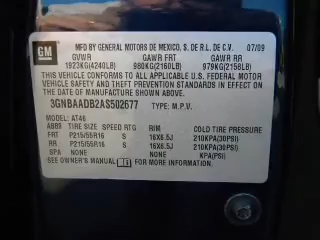 GM
MFD BY GENERAL MOTORS DE MEXICO, S. DE R.L. DE C.V. 07/09
GVWR GAWR FRT GAWR RR
1923KG(4240LB) 980KG(2160LB) 979KG(2158LB)
THIS VEHICLE CONFORMS TO ALL APPLICABLE U.S. FEDERAL MOTOR
VEHICLE SAFETY AND THEFT PREVENTION STANDARDS IN EFFECT ON
THE DATE OF MANUFACTURE SHOWN ABOVE.
3GNBAADB2AS502677 TYPE: M.P.V.
MODEL: AT46
TIRE SIZE SPEED RTG RIM COLD TIRE PRESSURE
FRT P215/55R16 S 16X6.5J 210KPA(30PSI)
RR P215/55R16 S 16X6.5J 210KPA(30PSI)
SPA NONE NONE KPA(PSI)
SEE OWNER'S MANUAL FOR MORE INFORMATION.